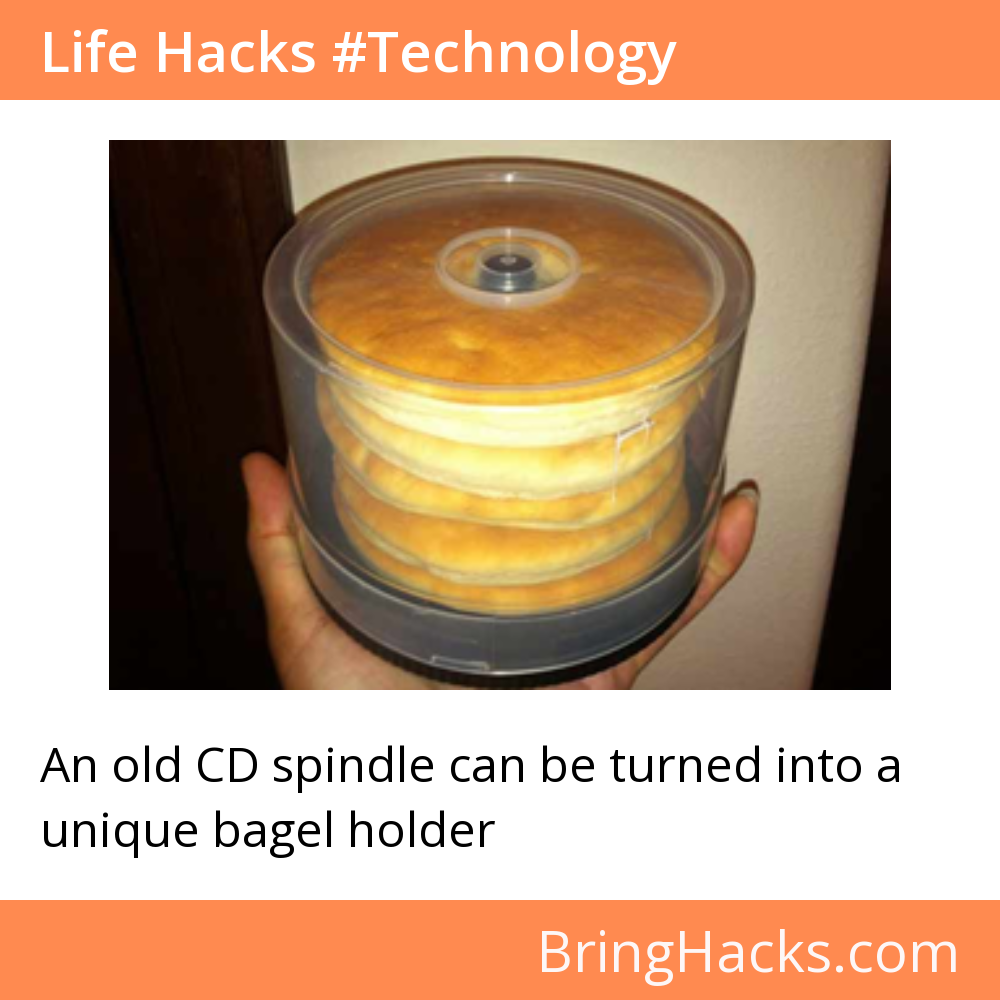 Life Hacks #Technology
An old CD spindle can be turned into a
unique bagel holder
BringHacks.com